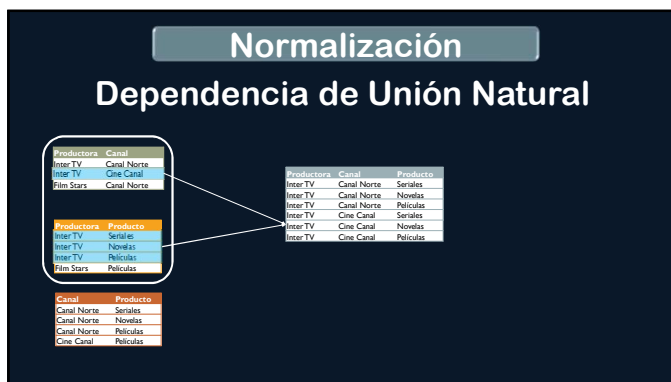 Normalización
Dependencia de Unión Natural
Productora Canal
Inter TV Canal Norte
Inter TV Cine Canal
Film Stars Canal Norte
Productora Producto
Inter TV Seriales
Inter TV Novelas
Inter TV Películas
Film Stars Películas
Canal Producto
Canal Norte Seriales
Canal Norte Novelas
Canal Norte Películas
Cine Canal Películas
Productora Canal Producto
Inter TV Canal Norte Seriales
Inter TV Canal Norte Novelas
Inter TV Canal Norte Películas
Inter TV Cine Canal Seriales
Inter TV Cine Canal Novelas
Inter TV Cine Canal Películas